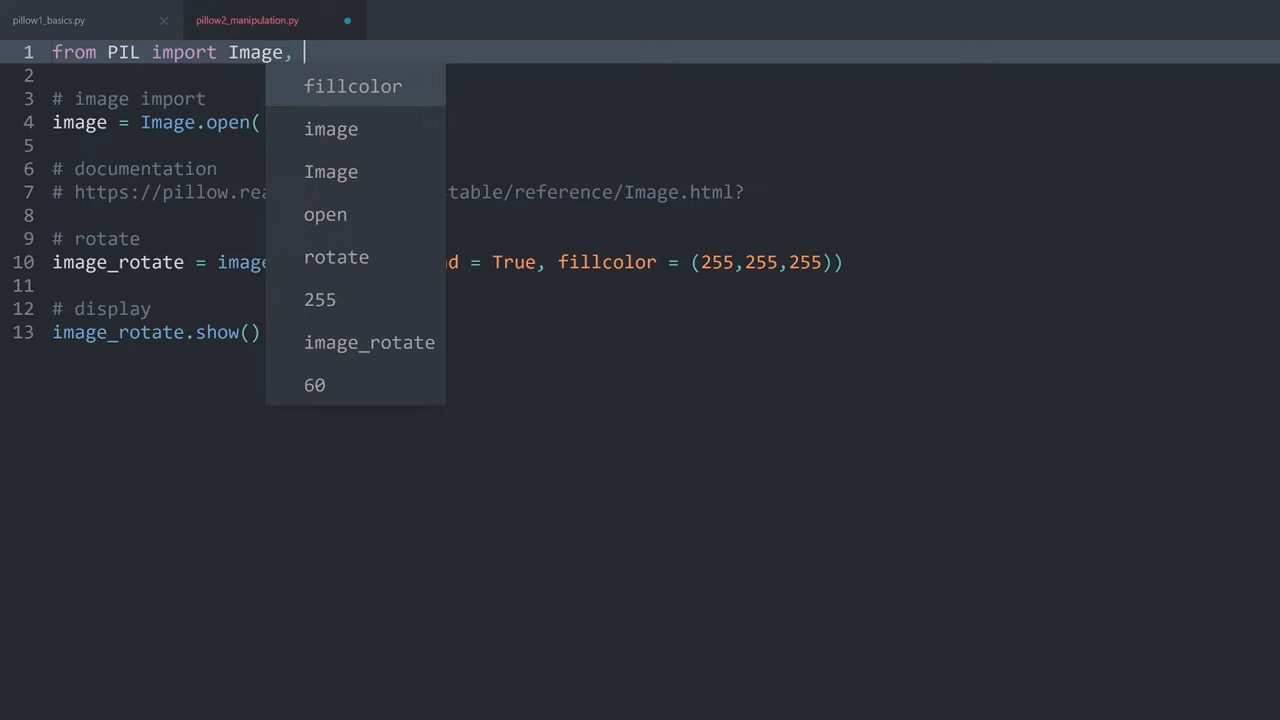 pillow1_basics.py
pillow2_manipulation.py
1 from PIL import Image,
fillcolor
image
Image
open
rotate
255
image_rotate
60
2
3 # image import
4 image = Image.open(
5
6 # documentation
7 # https://pillow.rea table/reference/Image.html?
8
9 # rotate
10 image_rotate = image d = True, fillcolor = (255,255,255))
11
12 # display
13 image_rotate.show()